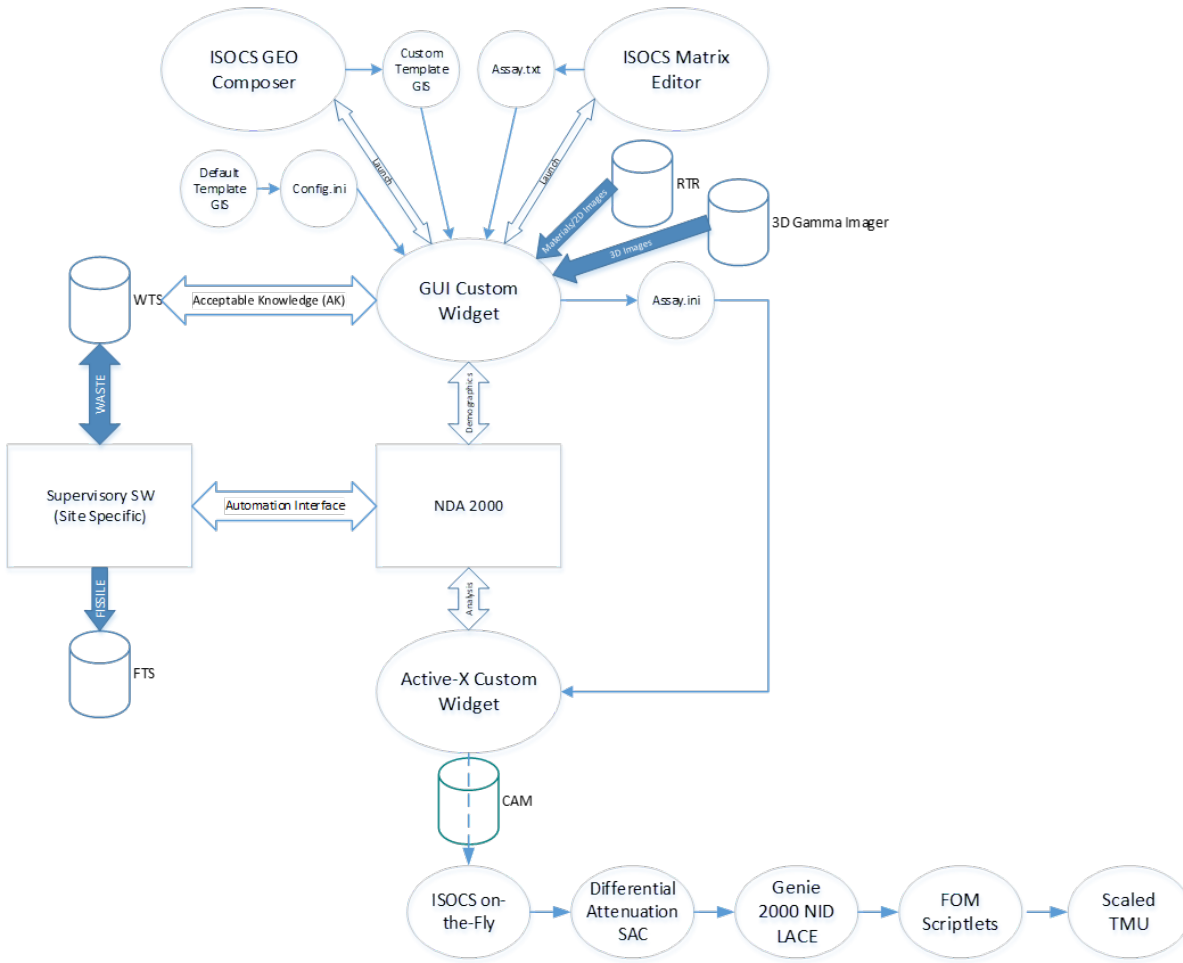 ISOCS GEO
Composer
Custom
Template
GIS
Assay.txt
ISOCS Matrix
Editor
Launch
Launch
Default
Template
GIS
Config.ini
RTR
Materials/2D Images
3D Gamma Imager
3D Images
GUI Custom
Widget
Assay.ini
WTS
Acceptable Knowledge (AK)
WASTE
Demographics
Supervisory SW
(Site Specific)
Automation Interface
NDA 2000
FISSILE
Analysis
FTS
Active-X Custom
Widget
CAM
ISOCS on-
the-Fly
Differential
Attenuation
SAC
Genie
2000 NID
LACE
FOM
Scriptlets
Scaled
TMU